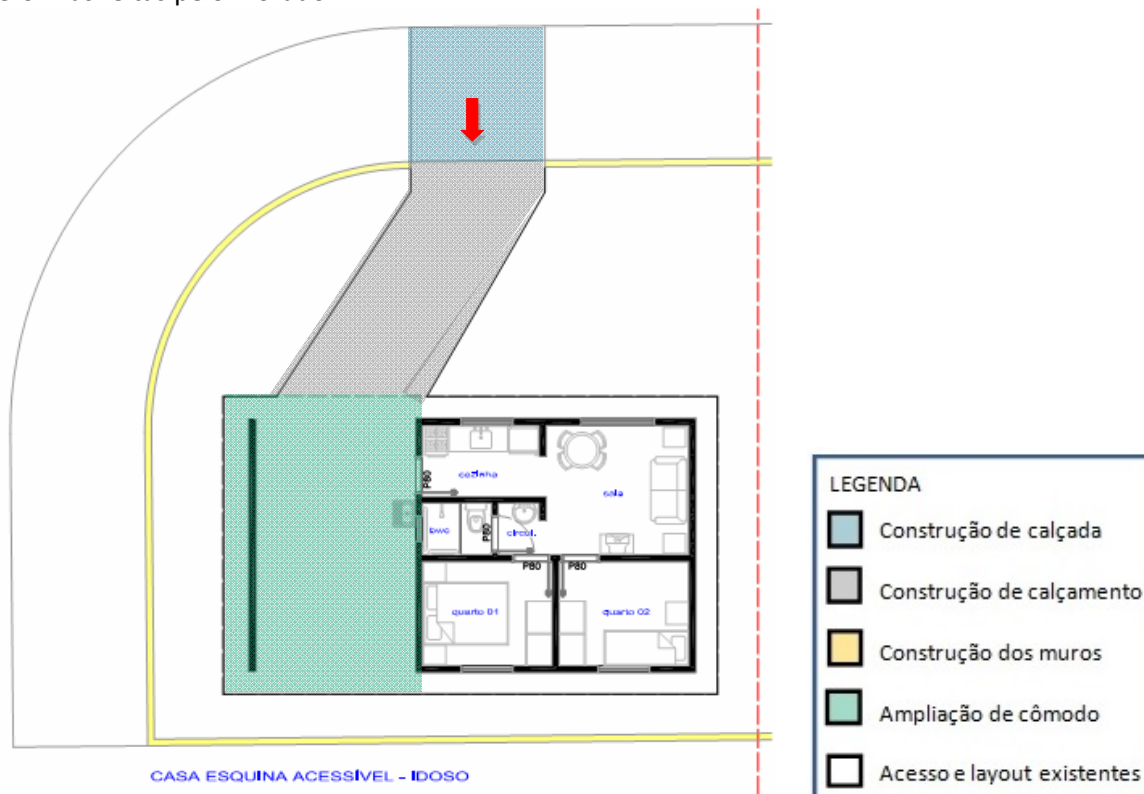 cozinha
P80
sala
bwc
P80
circul.
P80
P80
quarto 01
quarto 02
CASA ESQUINA ACESSÍVEL - IDOSO
LEGENDA
Construção de calçada
Construção de calçamento
Construção dos muros
Ampliação de cômodo
Acesso e layout existentes